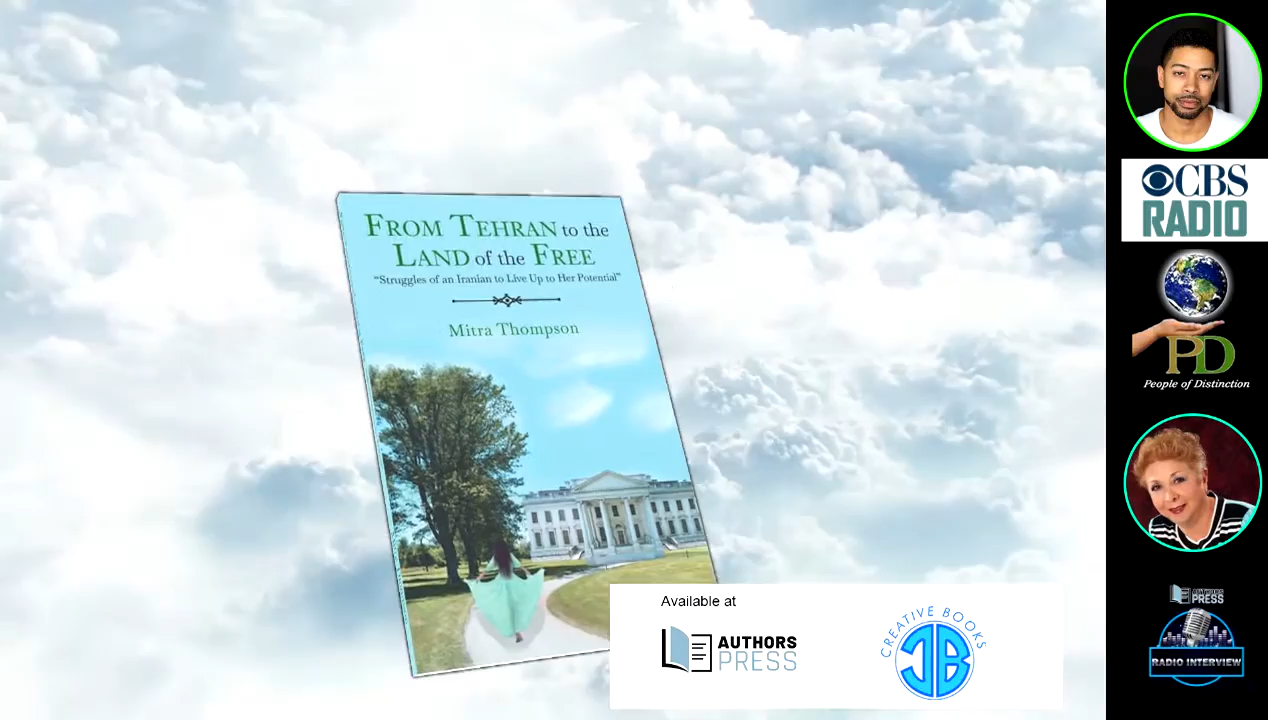 FROM TEHRAN to the
LAND of the FREE
“Struggles of an Iranian to Live Up to Her Potential”
Mitra Thompson
Available at
AUTHORS
PRESS
CREATIVE BOOKS
CB
CBS
RADIO
PD
People of Distinction
AUTHORS
PRESS
RADIO INTERVIEW